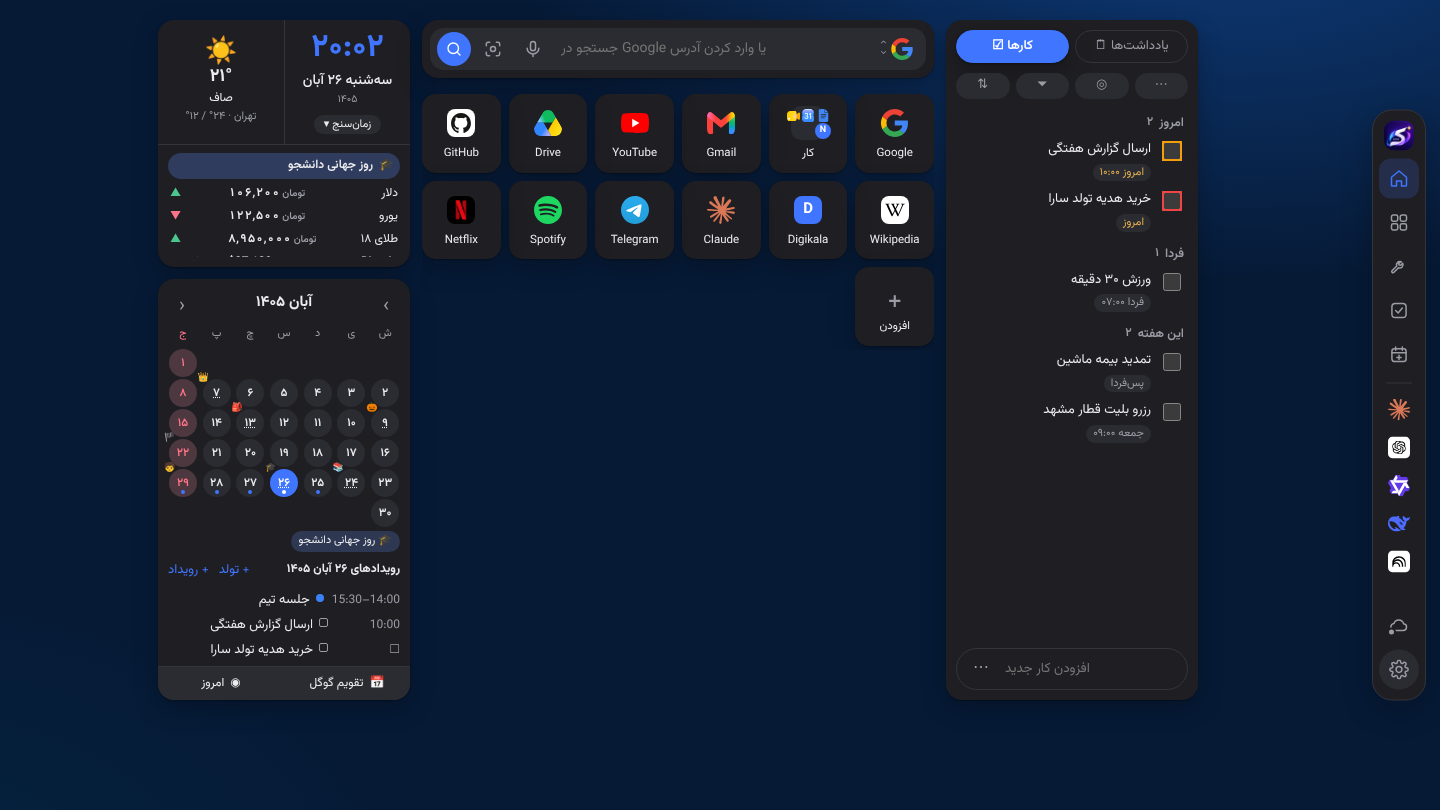 یادداشت‌ها
کارها
امروز ۲
ارسال گزارش هفتگی
امروز ۱۰:۰۰
خرید هدیه تولد سارا
امروز
فردا ۱
ورزش ۳۰ دقیقه
فردا ۰۷:۰۰
این هفته ۲
تمدید بیمه ماشین
پس‌فردا
رزرو بلیت قطار مشهد
جمعه ۰۹:۰۰
افزودن کار جدید
جستجو در Google یا وارد کردن آدرس
Google
31
N
کار
Gmail
YouTube
Drive
GitHub
W
Wikipedia
D
Digikala
Claude
Telegram
Spotify
Netflix
+
افزودن
۲۰:۰۲
سه‌شنبه ۲۶ آبان
۱۴۰۵
زمان‌سنج ▾
۲۱°
صاف
تهران · ۲۴° / ۱۲°
روز جهانی دانشجو
دلار ۱۰۶,۲۰۰ تومان
یورو ۱۲۲,۵۰۰ تومان
طلای ۱۸ ۸,۹۵۰,۰۰۰ تومان
آبان ۱۴۰۵
ش ی د س چ پ ج
۱
۲ ۳ ۴ ۵ ۶ ۷ ۸
۹ ۱۰ ۱۱ ۱۲ ۱۳ ۱۴ ۱۵
۱۶ ۱۷ ۱۸ ۱۹ ۲۰ ۲۱ ۲۲
۲۳ ۲۴ ۲۵ ۲۶ ۲۷ ۲۸ ۲۹
۳۰
روز جهانی دانشجو
رویدادهای ۲۶ آبان ۱۴۰۵
+ تولد
+ رویداد
14:00–15:30 جلسه تیم
10:00 ارسال گزارش هفتگی
خرید هدیه تولد سارا
تقویم گوگل
امروز